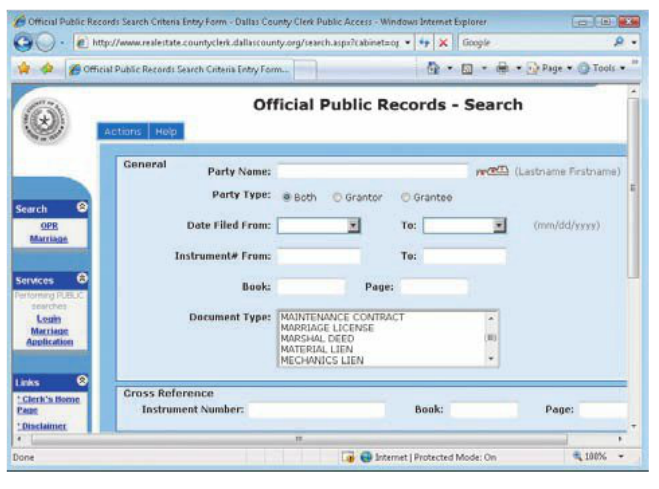 Official Public Records Search Criteria Entry Form - Dallas County Clerk Public Access - Windows Internet Explorer
http://www.realestate.countyclerk.dallascounty.org/search.aspx?cabinet=op
Google
Official Public Records Search Criteria Entry Form...
Page Tools
Official Public Records - Search
Actions Help
General
Party Name: (Lastname Firstname)
Party Type: Both Grantor Grantee
Search
OPR
Marriage
Date Filed From: To: (mm/dd/yyyy)
Instrument# From: To:
Services
Performing PUBLIC
searches
Login
Marriage
Application
Book: Page:
Document Type: MAINTENANCE CONTRACT
MARRIAGE LICENSE
MARSHAL DEED
MATERIAL LIEN
MECHANICS LIEN
Links
* Clerk's Home
Page
* Disclaimer
Cross Reference
Instrument Number: Book: Page:
Done Internet | Protected Mode: On 100%